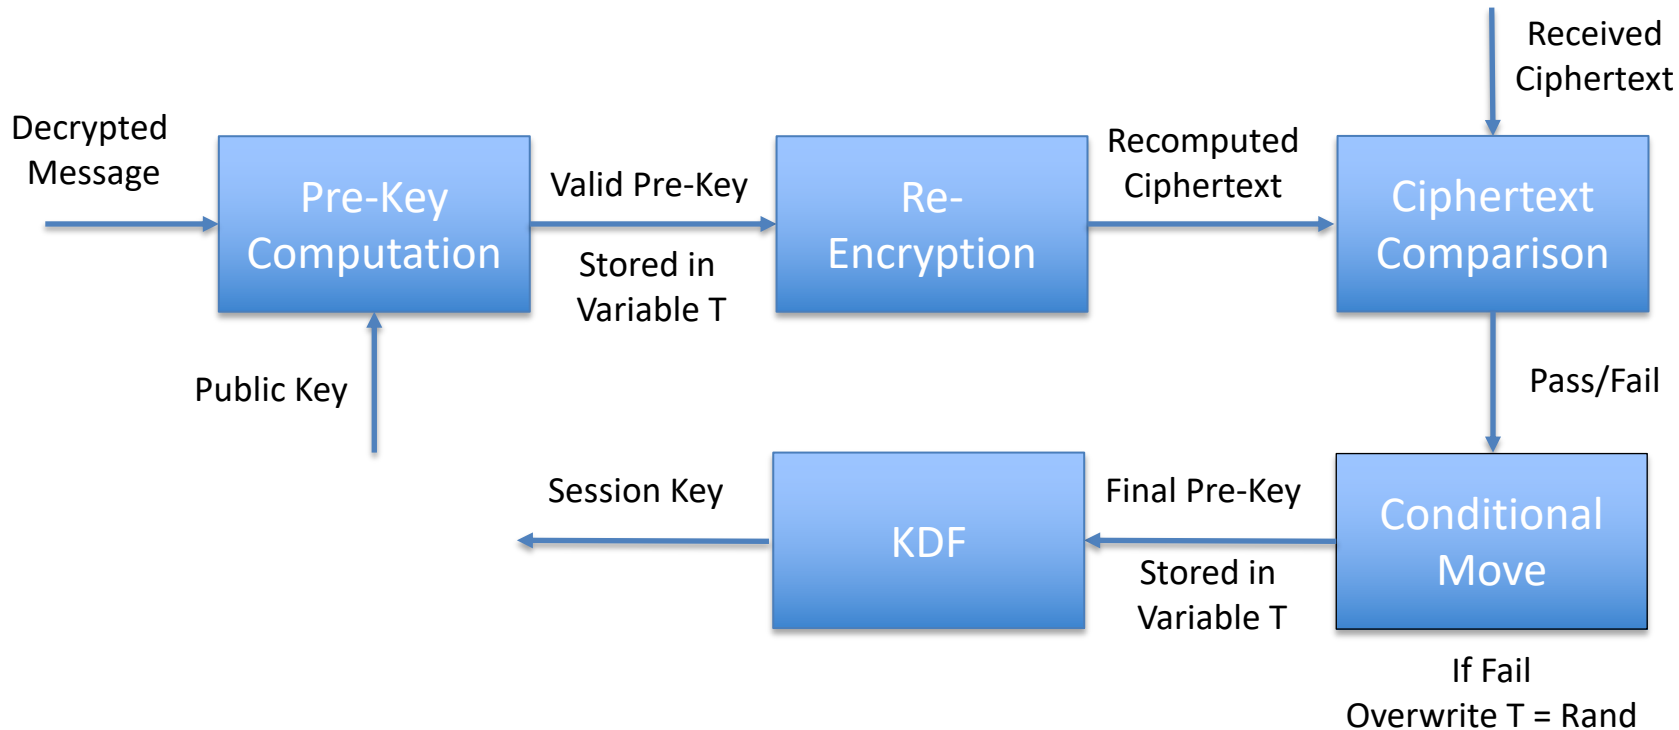 Received
Ciphertext
Decrypted
Message
Pre-Key
Computation
Valid Pre-Key
Stored in
Variable T
Re-
Encryption
Recomputed
Ciphertext
Ciphertext
Comparison
Public Key
Pass/Fail
Session Key
KDF
Final Pre-Key
Stored in
Variable T
Conditional
Move
If Fail
Overwrite T = Rand